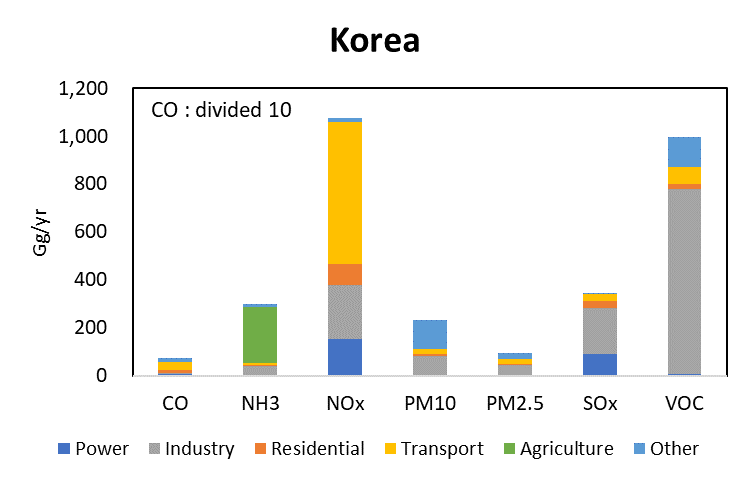 Korea
CO : divided 10
1,200
1,000
800
600
400
200
0
Gg/yr
CO NH3 NOx PM10 PM2.5 SOx VOC
Power Industry Residential Transport Agriculture Other